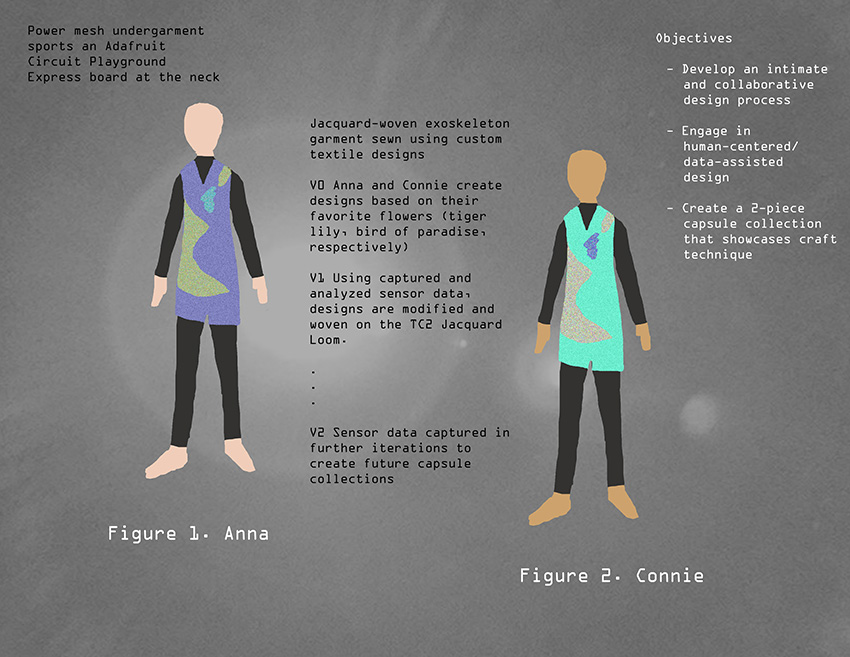 Power mesh undergarment
sports an Adafruit
Circuit Playground
Express board at the neck
Jacquard-woven exoskeleton
garment sewn using custom
textile designs
V0 Anna and Connie create
designs based on their
favorite flowers (tiger
lily, bird of paradise,
respectively)
V1 Using captured and
analyzed sensor data,
designs are modified and
woven on the TC2 Jacquard
Loom.
.
.
.
V2 Sensor data captured in
further iterations to
create future capsule
collections
Objectives
- Develop an intimate
and collaborative
design process
- Engage in
human-centered/
data-assisted
design
- Create a 2-piece
capsule collection
that showcases craft
technique
Figure 1. Anna
Figure 2. Connie